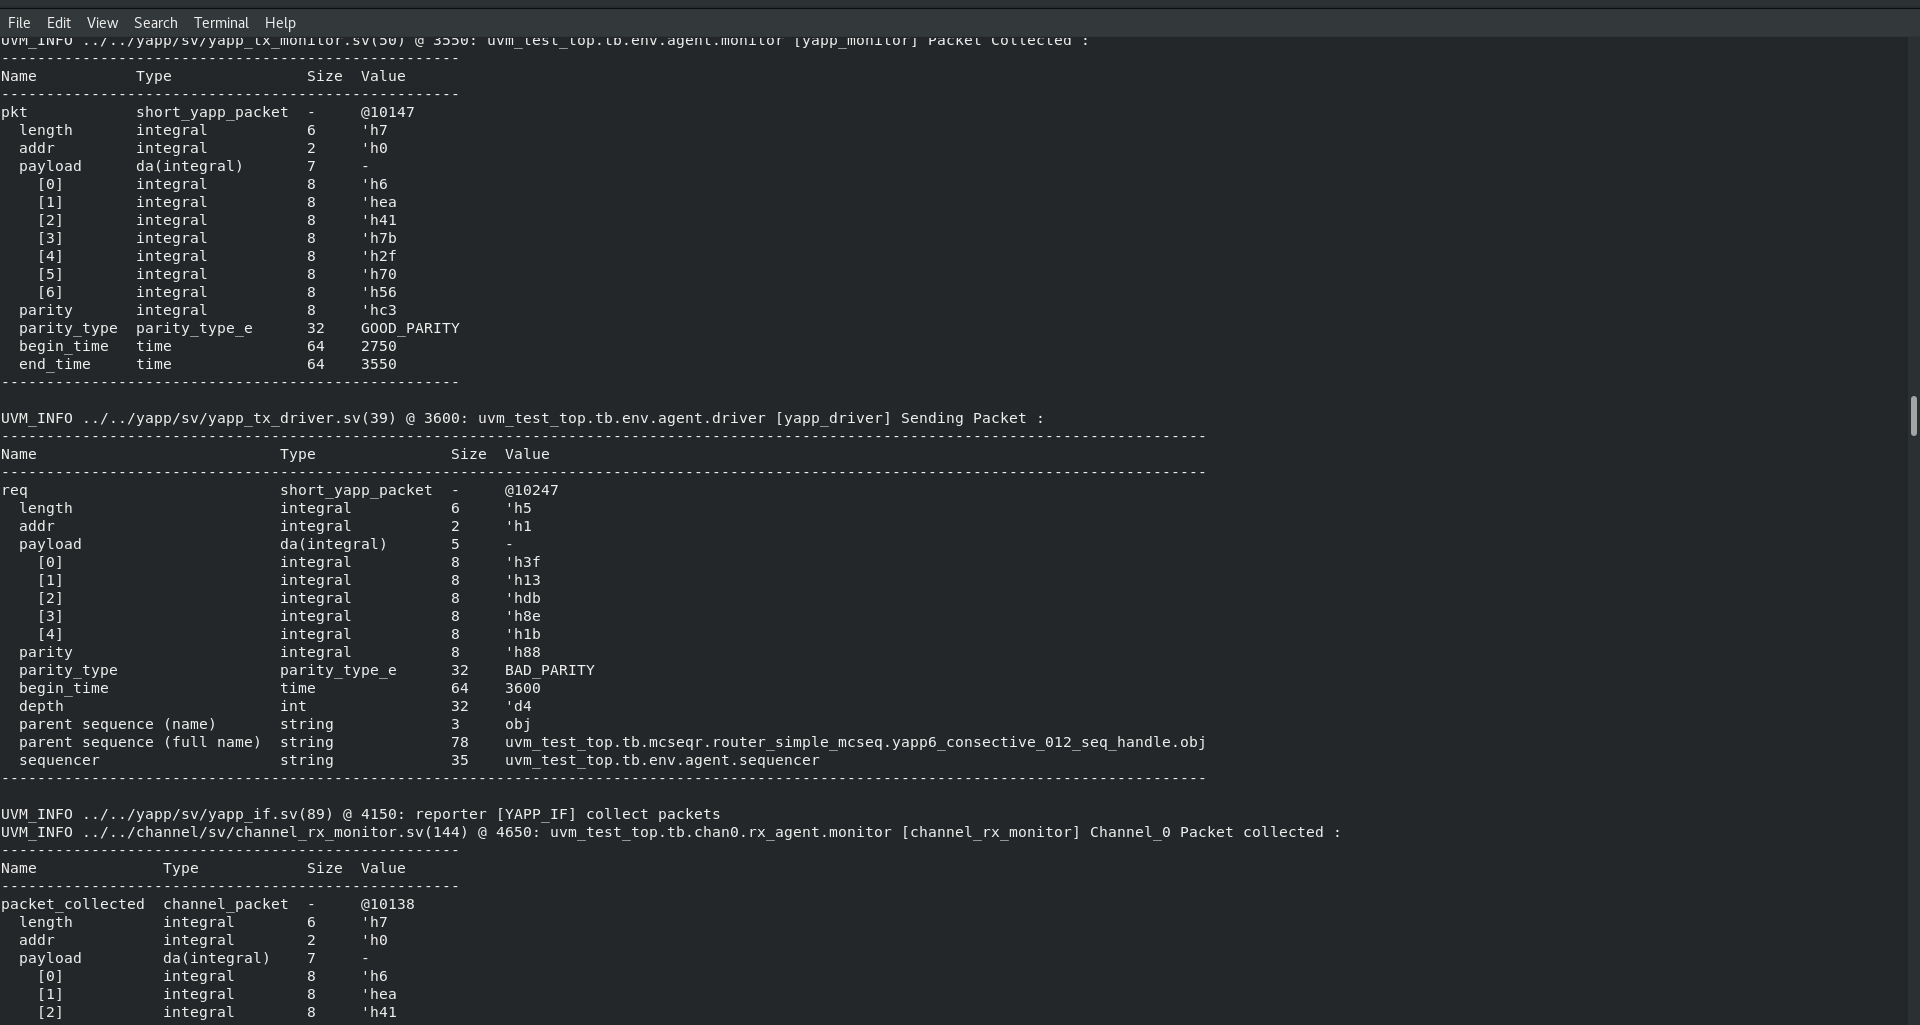 File Edit View Search Terminal Help
UVM_INFO ../../yapp/sv/yapp_tx_monitor.sv(50) @ 3550: uvm_test_top.tb.env.agent.monitor [yapp_monitor] Packet Collected :
---------------------------------------------------
Name           Type               Size  Value
---------------------------------------------------
pkt            short_yapp_packet  -     @10147
  length       integral           6     'h7
  addr         integral           2     'h0
  payload      da(integral)       7     -
    [0]        integral           8     'h6
    [1]        integral           8     'hea
    [2]        integral           8     'h41
    [3]        integral           8     'h7b
    [4]        integral           8     'h2f
    [5]        integral           8     'h70
    [6]        integral           8     'h56
  parity       integral           8     'hc3
  parity_type  parity_type_e      32    GOOD_PARITY
  begin_time   time               64    2750
  end_time     time               64    3550
---------------------------------------------------
UVM_INFO ../../yapp/sv/yapp_tx_driver.sv(39) @ 3600: uvm_test_top.tb.env.agent.driver [yapp_driver] Sending Packet :
--------------------------------------------------------------------------------------------------------------------------------------
Name                           Type               Size  Value
--------------------------------------------------------------------------------------------------------------------------------------
req                            short_yapp_packet  -     @10247
  length                       integral           6     'h5
  addr                         integral           2     'h1
  payload                      da(integral)       5     -
    [0]                        integral           8     'h3f
    [1]                        integral           8     'h13
    [2]                        integral           8     'hdb
    [3]                        integral           8     'h8e
    [4]                        integral           8     'h1b
  parity                       integral           8     'h88
  parity_type                  parity_type_e      32    BAD_PARITY
  begin_time                   time               64    3600
  depth                        int                32    'd4
  parent sequence (name)       string             3     obj
  parent sequence (full name)  string             78    uvm_test_top.tb.mcseqr.router_simple_mcseq.yapp6_consective_012_seq_handle.obj
  sequencer                    string             35    uvm_test_top.tb.env.agent.sequencer
--------------------------------------------------------------------------------------------------------------------------------------
UVM_INFO ../../yapp/sv/yapp_if.sv(89) @ 4150: reporter [YAPP_IF] collect packets
UVM_INFO ../../channel/sv/channel_rx_monitor.sv(144) @ 4650: uvm_test_top.tb.chan0.rx_agent.monitor [channel_rx_monitor] Channel_0 Packet collected :
---------------------------------------------------
Name              Type            Size  Value
---------------------------------------------------
packet_collected  channel_packet  -     @10138
  length          integral        6     'h7
  addr            integral        2     'h0
  payload         da(integral)    7     -
    [0]           integral        8     'h6
    [1]           integral        8     'hea
    [2]           integral        8     'h41